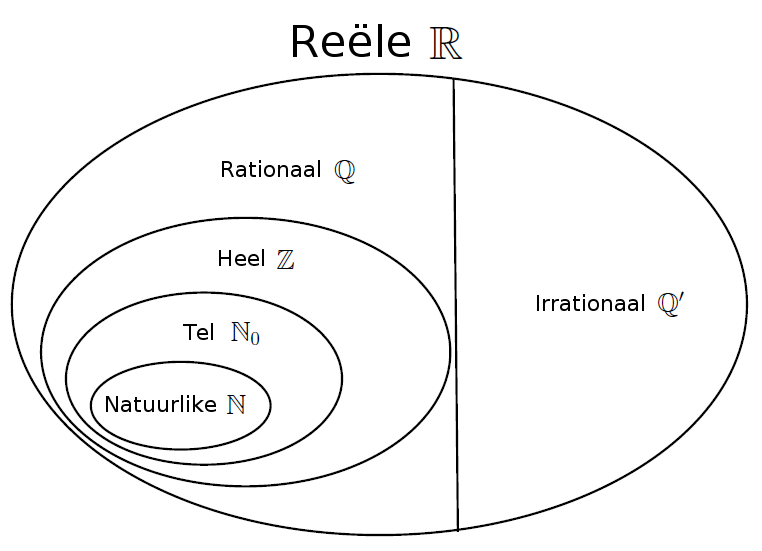 Reële ℝ
Rationaal ℚ
Heel ℤ
Irrationaal ℚ′
Tel ℕ₀
Natuurlike ℕ